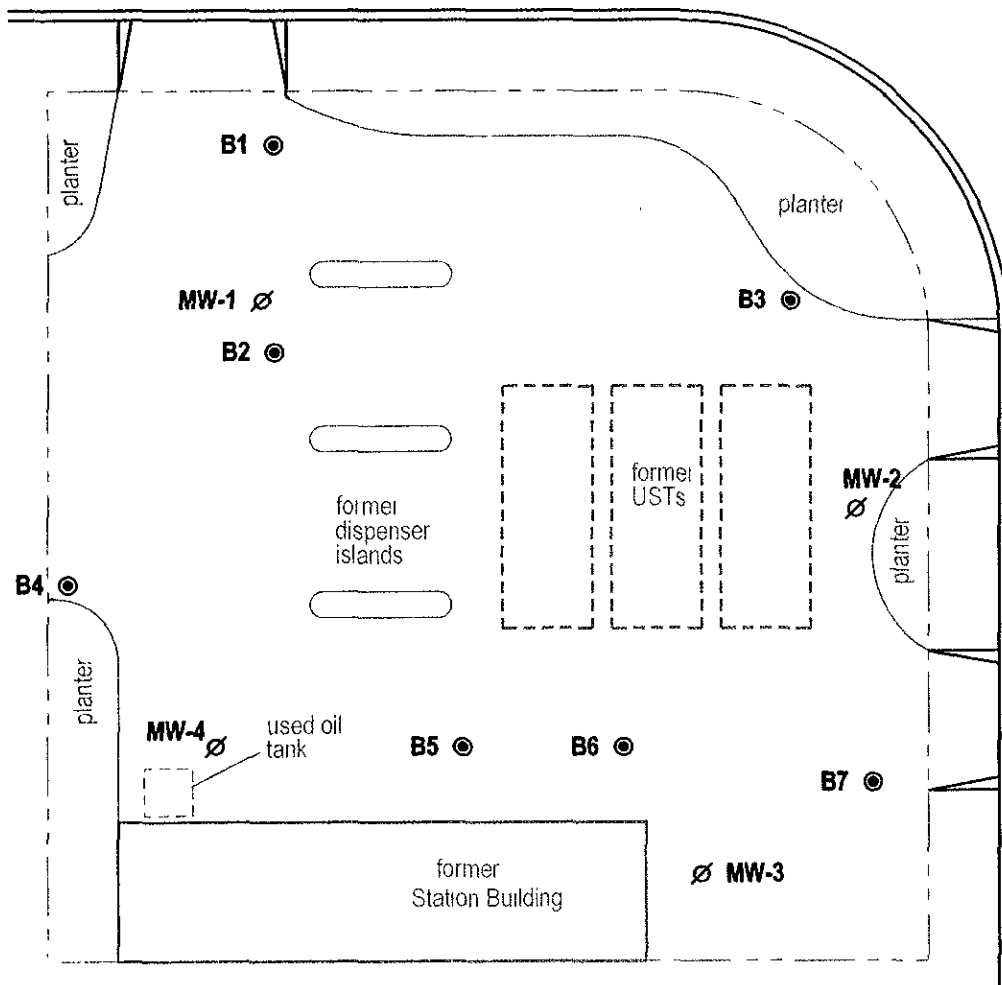 B1
planter
planter
MW-1
B3
B2
former
USTs
MW-2
former
dispenser
islands
planter
B4
planter
MW-4
used oil
tank
B5
B6
B7
former
Station Building
MW-3